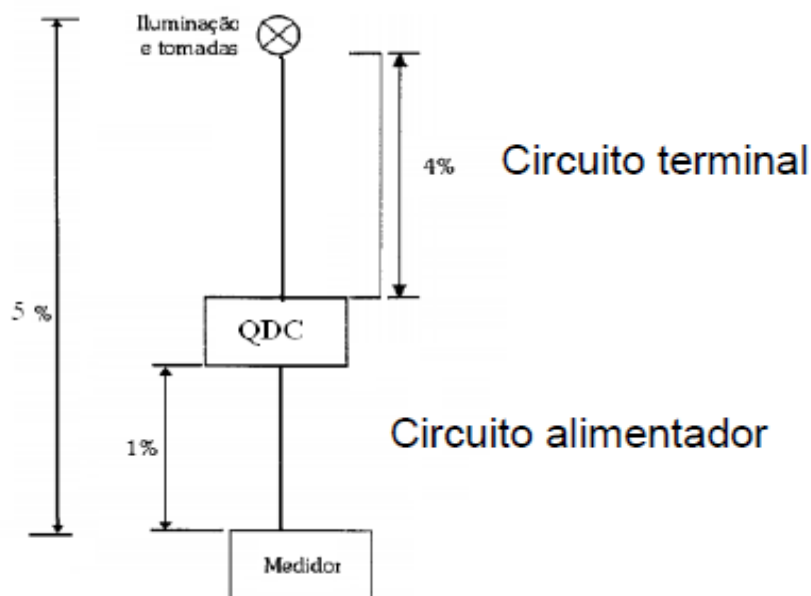 Iluminação
e tomadas
4%
Circuito terminal
5 %
QDC
1%
Circuito alimentador
Medidor